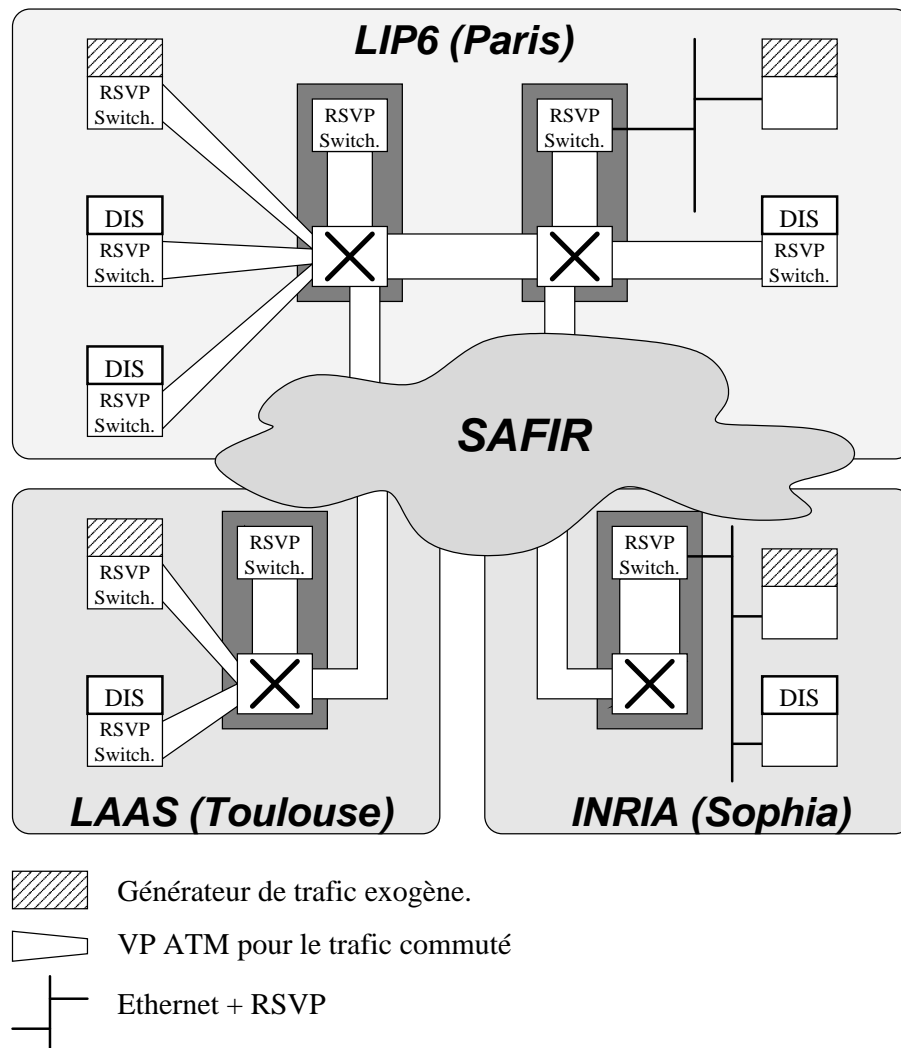 LIP6 (Paris)
RSVP
Switch.
RSVP
Switch.
RSVP
Switch.
DIS
RSVP
Switch.
DIS
RSVP
Switch.
DIS
RSVP
Switch.
SAFIR
RSVP
Switch.
RSVP
Switch.
RSVP
Switch.
DIS
RSVP
Switch.
DIS
LAAS (Toulouse)
INRIA (Sophia)
Générateur de trafic exogène.
VP ATM pour le trafic commuté
Ethernet + RSVP